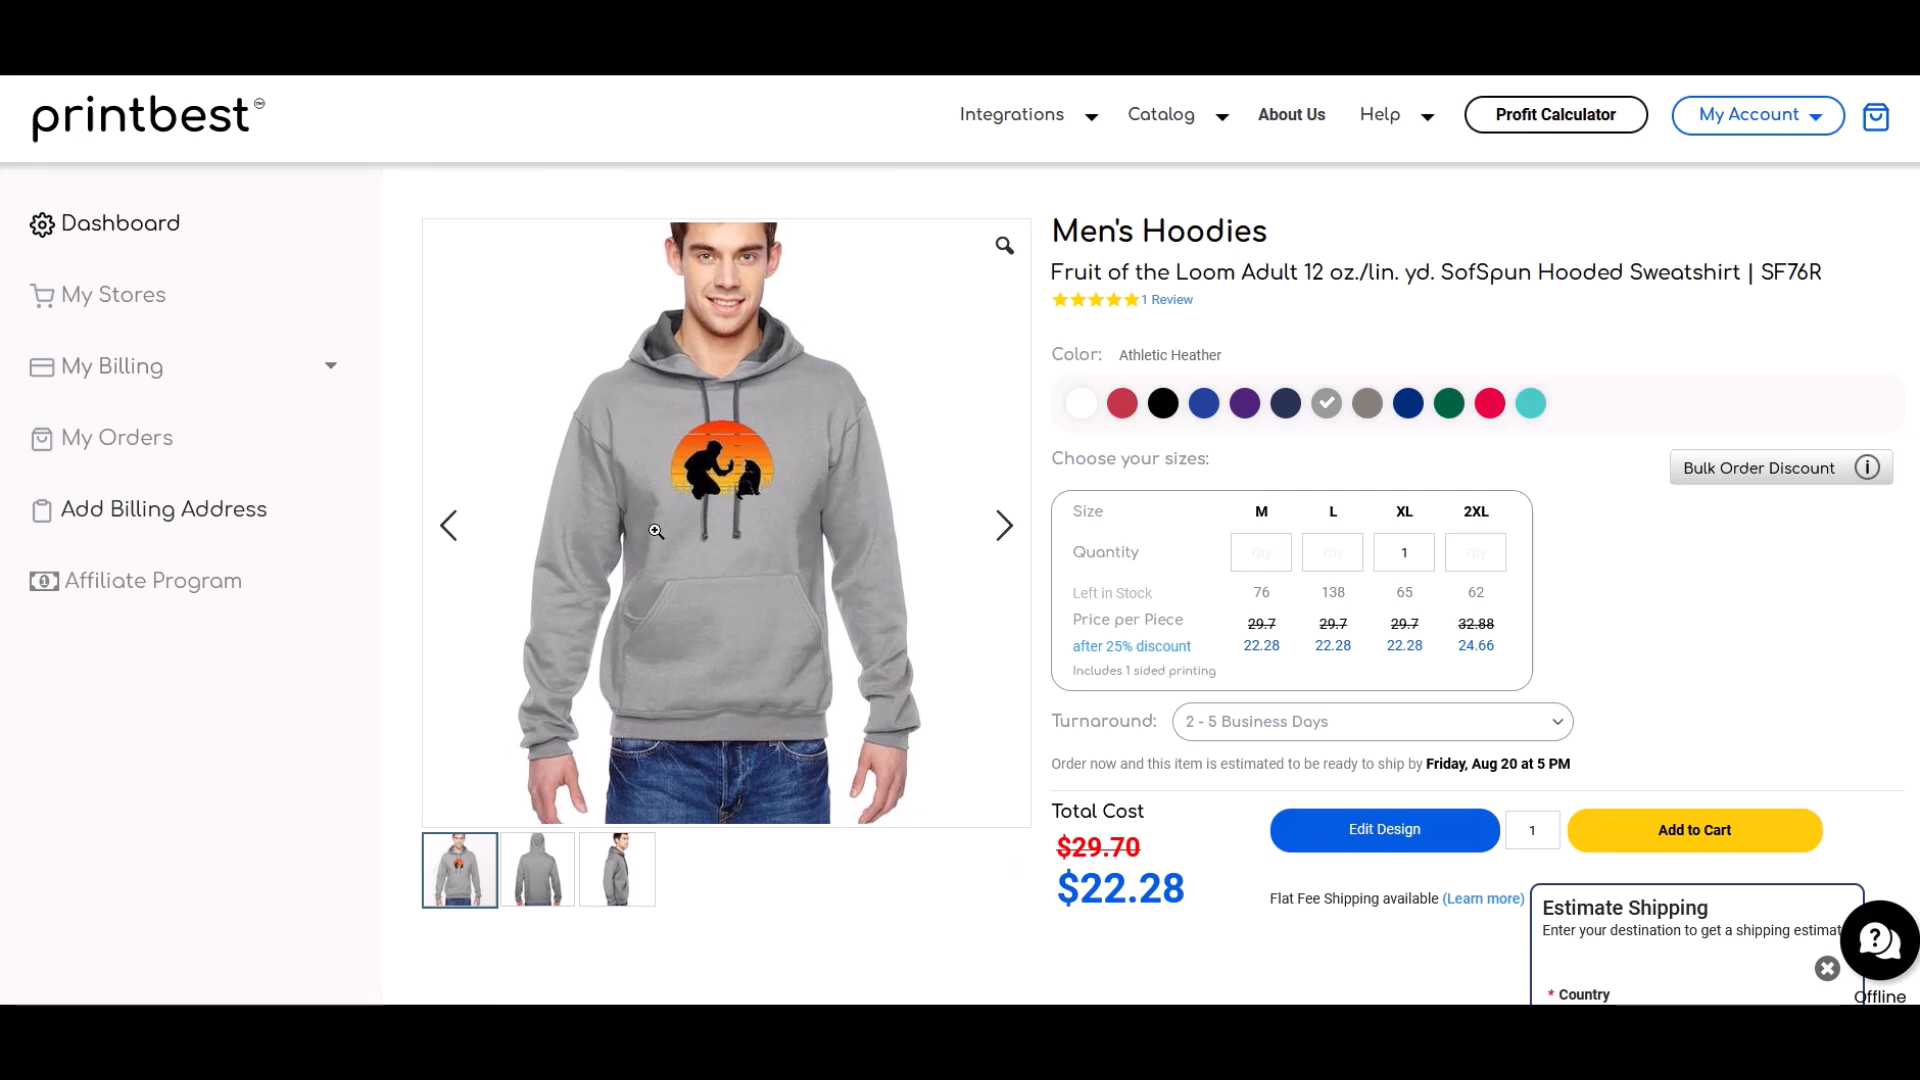 printbest™
Integrations
Catalog
About Us
Help
Profit Calculator
My Account
Dashboard
My Stores
My Billing
My Orders
Add Billing Address
Affiliate Program
Men's Hoodies
Fruit of the Loom Adult 12 oz./lin. yd. SofSpun Hooded Sweatshirt | SF76R
1 Review
Color: Athletic Heather
Choose your sizes:
Bulk Order Discount i
Size M L XL 2XL
Quantity Qty Qty 1 Qty
Left in Stock 76 138 65 62
Price per Piece 29.7 29.7 29.7 32.88
after 25% discount 22.28 22.28 22.28 24.66
Includes 1 sided printing
Turnaround: 2 - 5 Business Days
Order now and this item is estimated to be ready to ship by Friday, Aug 20 at 5 PM
Total Cost
$29.70
$22.28
Edit Design
1
Add to Cart
Flat Fee Shipping available (Learn more)
Estimate Shipping
Enter your destination to get a shipping estimat
* Country
Offline